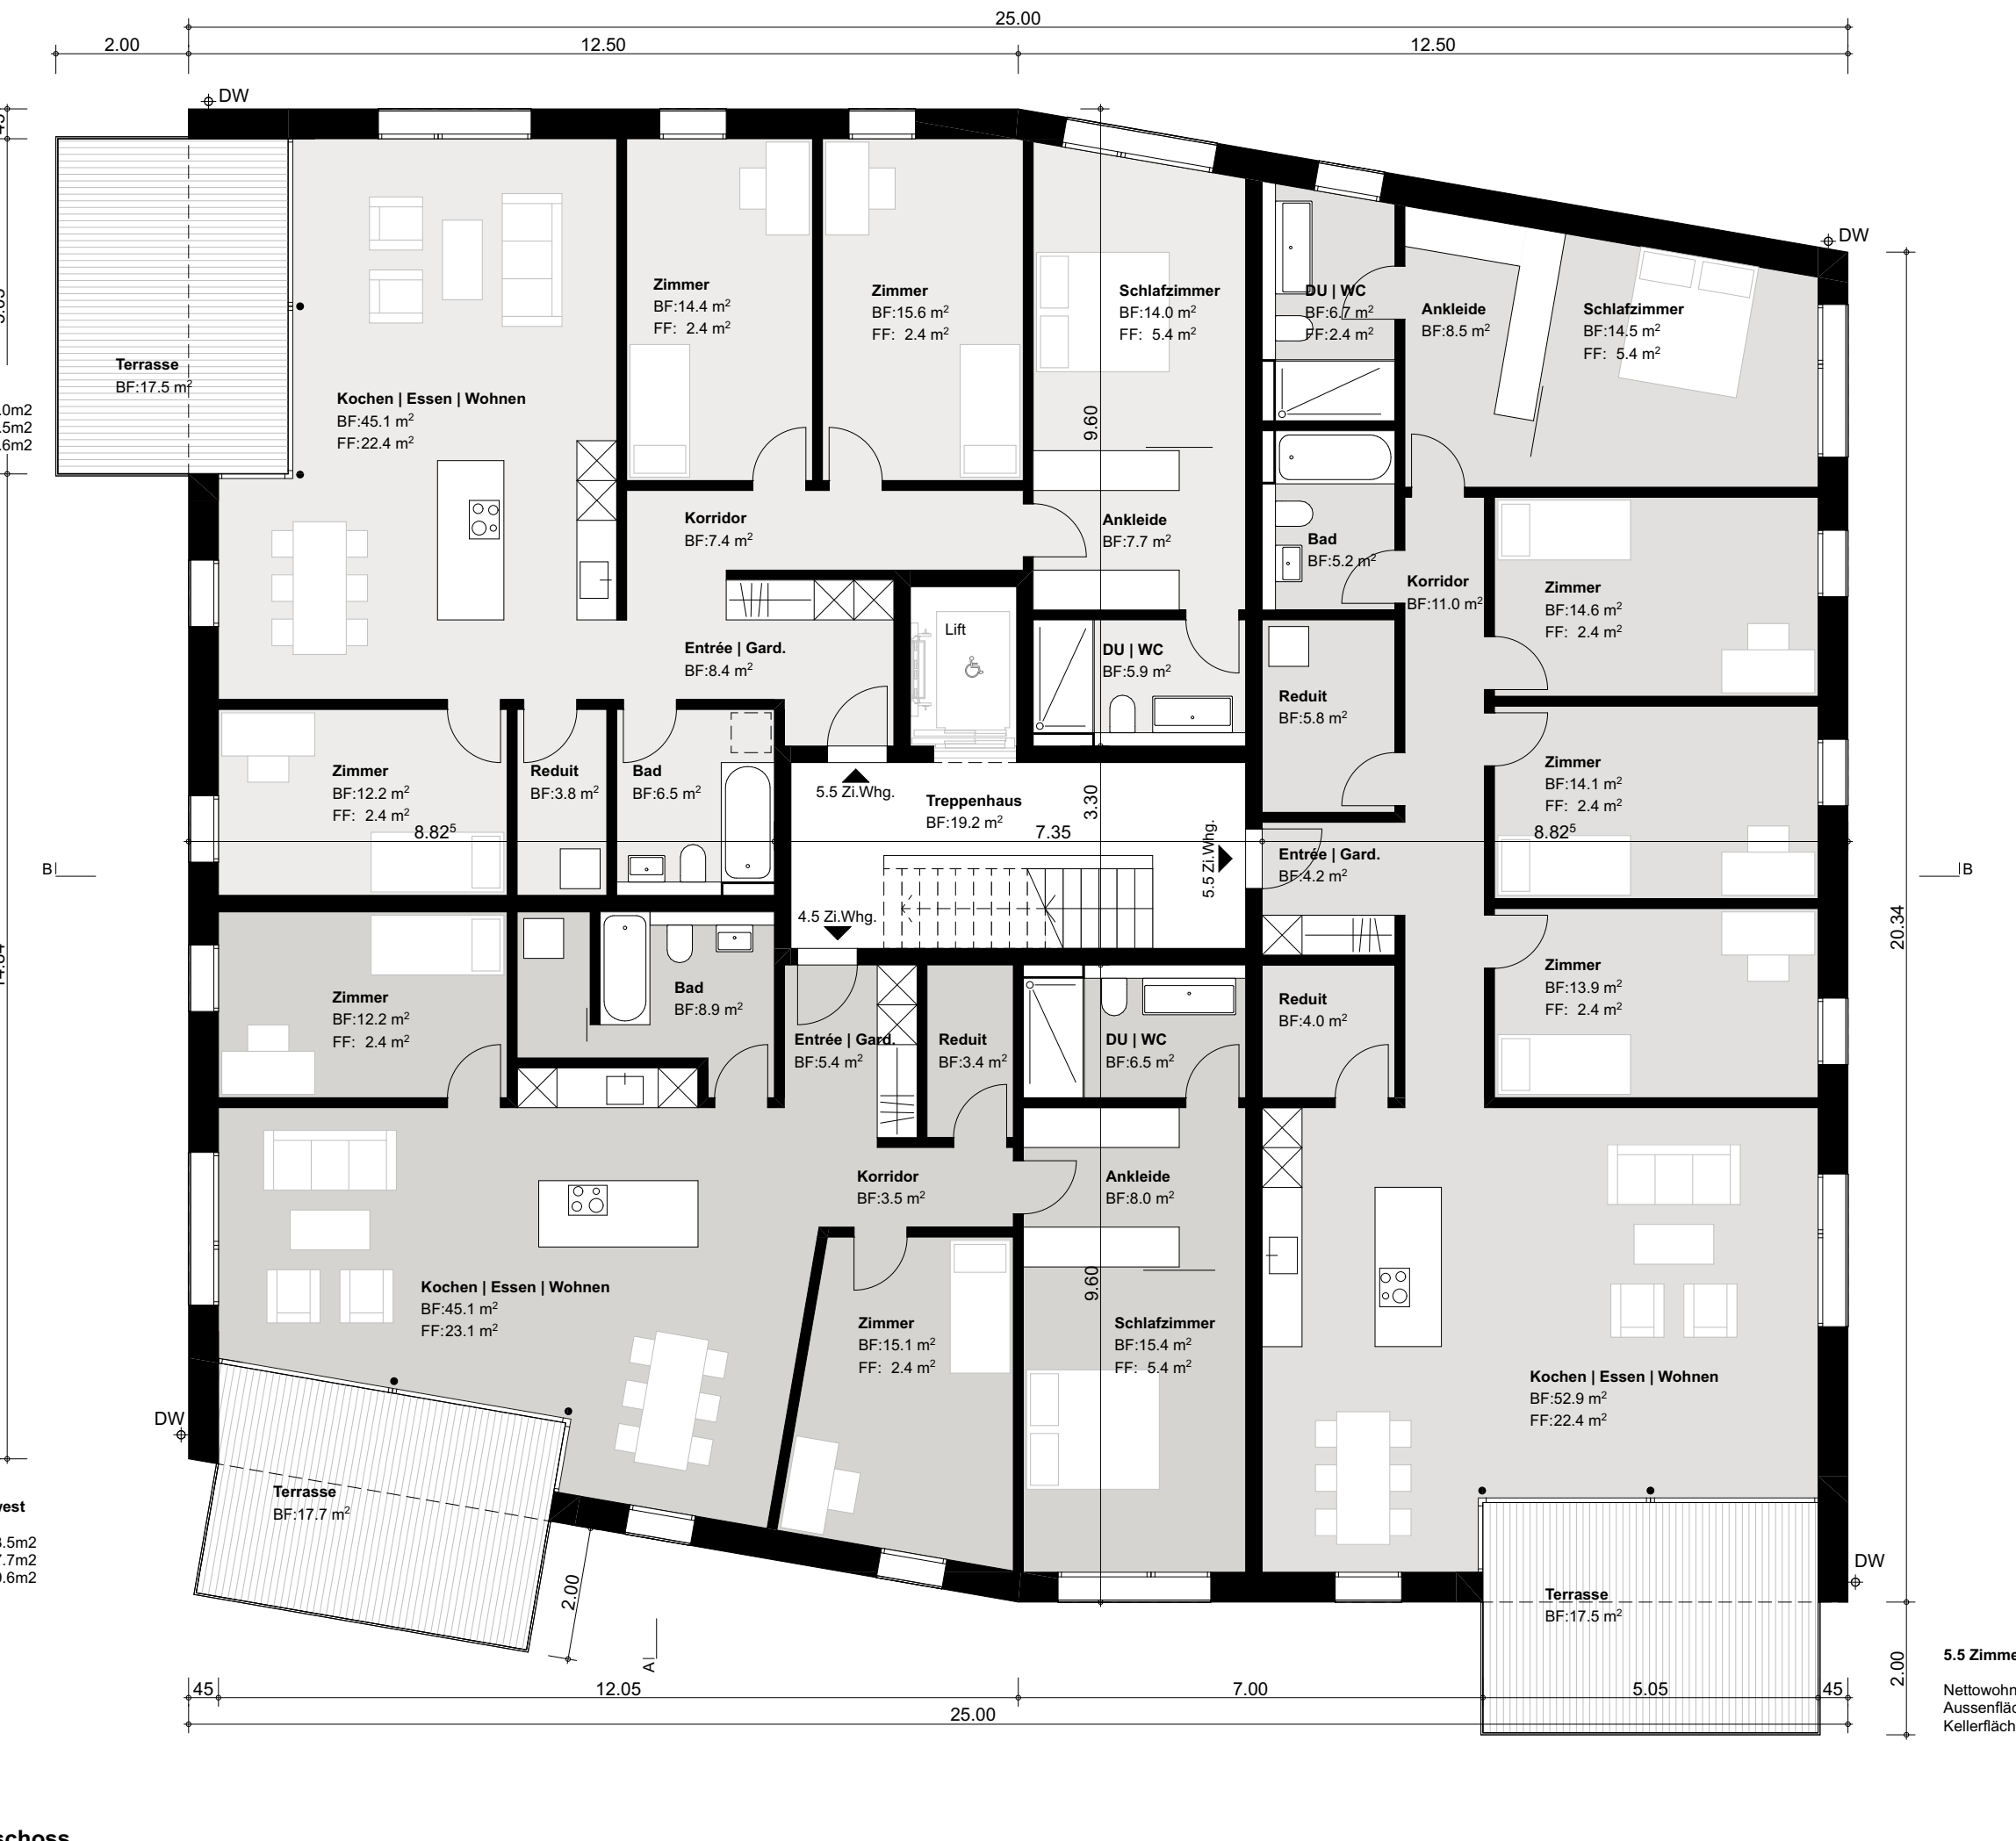 25.00
2.00
12.50
12.50
DW
DW
Terrasse
BF:17.5 m²
Kochen | Essen | Wohnen
BF:45.1 m²
FF:22.4 m²
Zimmer
BF:14.4 m²
FF: 2.4 m²
Zimmer
BF:15.6 m²
FF: 2.4 m²
Schlafzimmer
BF:14.0 m²
FF: 5.4 m²
DU | WC
BF:6.7 m²
FF:2.4 m²
Ankleide
BF:8.5 m²
Schlafzimmer
BF:14.5 m²
FF: 5.4 m²
9.60
.0m2
.5m2
.6m2
Korridor
BF:7.4 m²
Ankleide
BF:7.7 m²
Bad
BF:5.2 m²
Korridor
BF:11.0 m²
Zimmer
BF:14.6 m²
FF: 2.4 m²
Entrée | Gard.
BF:8.4 m²
Lift
DU | WC
BF:5.9 m²
Reduit
BF:5.8 m²
Zimmer
BF:12.2 m²
FF: 2.4 m²
8.82⁵
Reduit
BF:3.8 m²
Bad
BF:6.5 m²
5.5 Zi.Whg.
Treppenhaus
BF:19.2 m²
3.30
7.35
5.5 Zi.Whg.
Zimmer
BF:14.1 m²
FF: 2.4 m²
8.82⁵
Entrée | Gard.
BF:4.2 m²
B
B
4.5 Zi.Whg.
20.34
Zimmer
BF:12.2 m²
FF: 2.4 m²
Bad
BF:8.9 m²
Entrée | Gard.
BF:5.4 m²
Reduit
BF:3.4 m²
DU | WC
BF:6.5 m²
Reduit
BF:4.0 m²
Zimmer
BF:13.9 m²
FF: 2.4 m²
Korridor
BF:3.5 m²
Ankleide
BF:8.0 m²
9.60
Kochen | Essen | Wohnen
BF:45.1 m²
FF:23.1 m²
Zimmer
BF:15.1 m²
FF: 2.4 m²
Schlafzimmer
BF:15.4 m²
FF: 5.4 m²
Kochen | Essen | Wohnen
BF:52.9 m²
FF:22.4 m²
DW
DW
Terrasse
BF:17.7 m²
Terrasse
BF:17.5 m²
2.00
A
2.00
45
12.05
7.00
5.05
45
25.00
.5m2
.7m2
.6m2
5.5 Zimme
Nettowohn
Aussenfläc
Kellerfläch
schoss